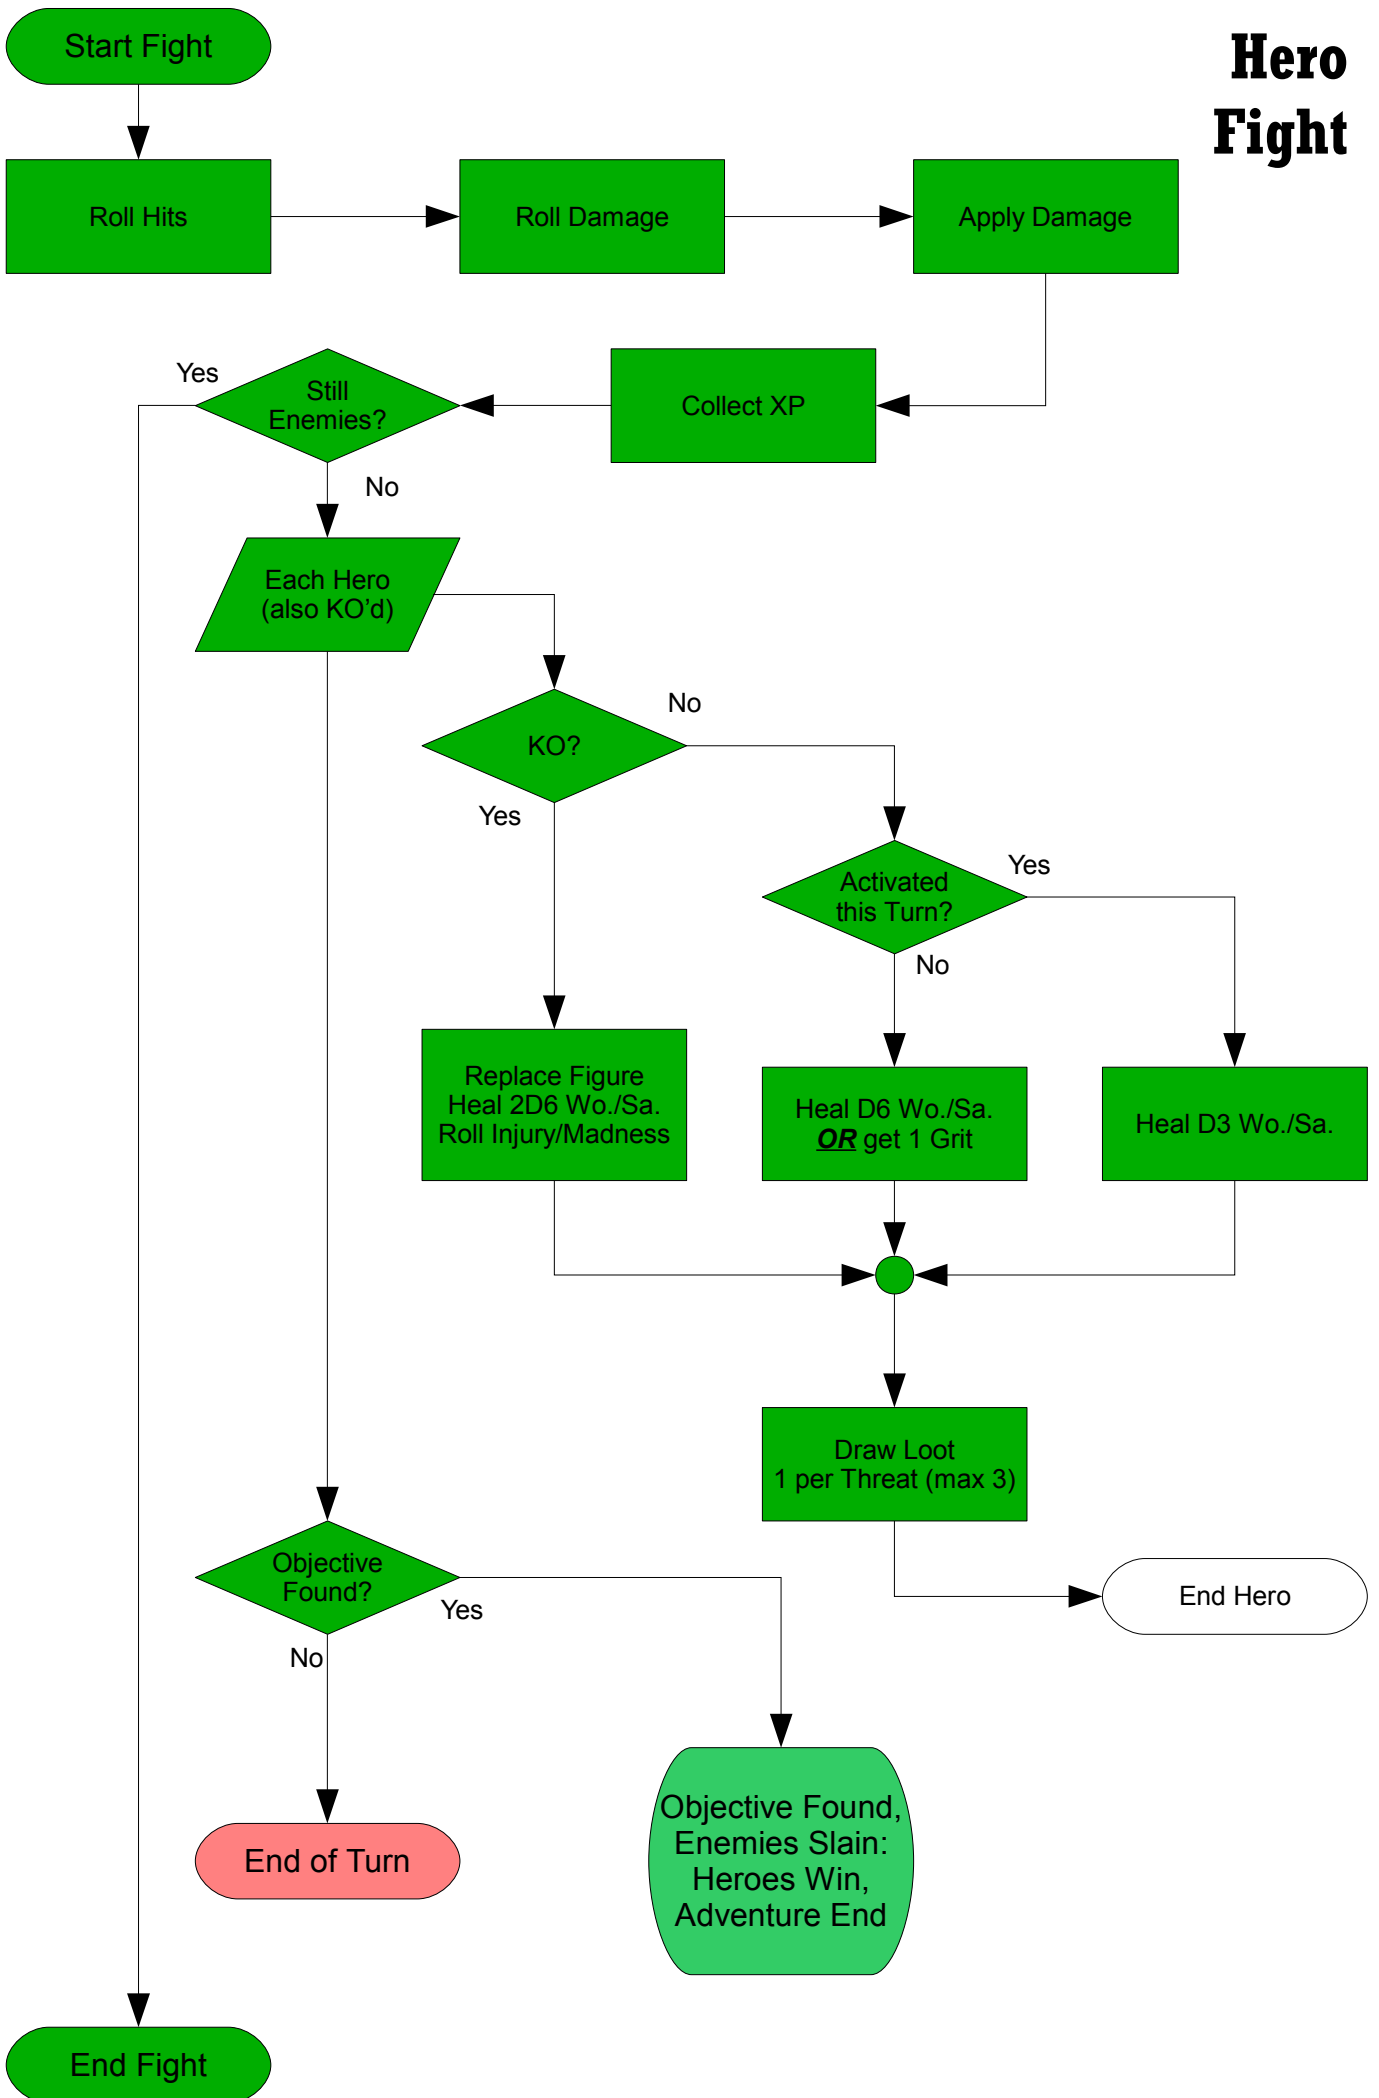 Hero
Fight
Start Fight
Roll Hits
Roll Damage
Apply Damage
Yes
Still
Enemies?
Collect XP
No
Each Hero
(also KO’d)
No
KO?
Yes
Activated
this Turn?
Yes
No
Replace Figure
Heal 2D6 Wo./Sa.
Roll Injury/Madness
Heal D6 Wo./Sa.
OR get 1 Grit
Heal D3 Wo./Sa.
Draw Loot
1 per Threat (max 3)
Objective
Found?
Yes
No
End Hero
Objective Found,
Enemies Slain:
Heroes Win,
Adventure End
End of Turn
End Fight